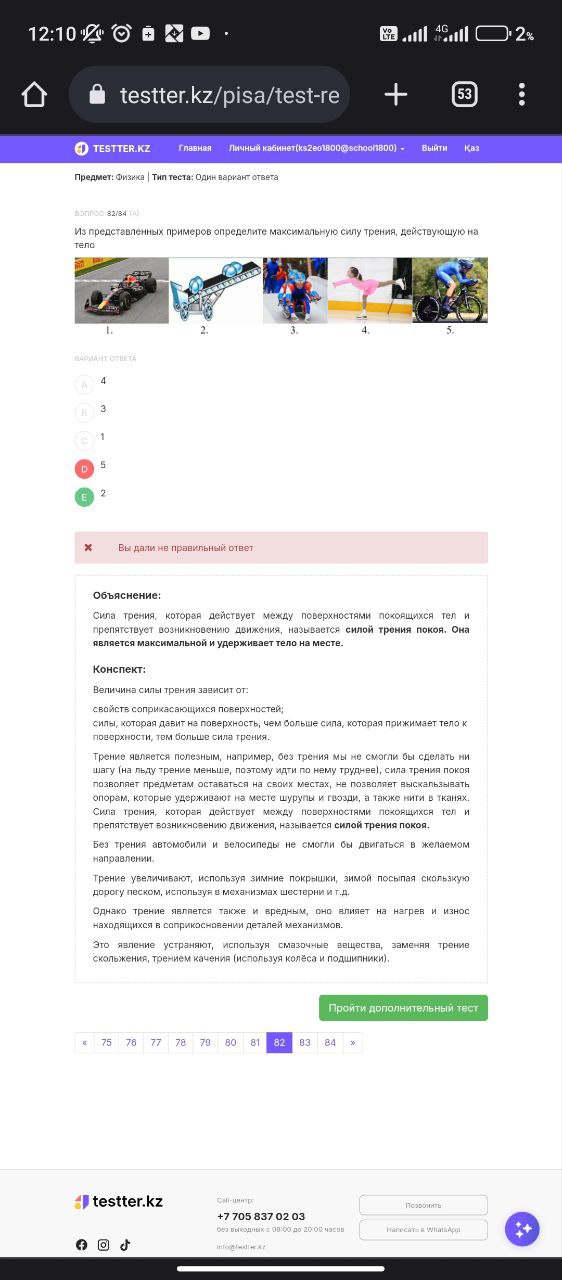 12:10
Vo LTE
4G
2%
testter.kz/pisa/test-re
53
TESTTER.KZ
Главная
Личный кабинет(ks2eo1800@school1800)
Выйти
Қаз
Предмет: Физика | Тип теста: Один вариант ответа
ВОПРОС 82/84 (A)
Из представленных примеров определите максимальную силу трения, действующую на
тело
1. 2. 3. 4. 5.
ВАРИАНТ ОТВЕТА
A 4
B 3
C 1
D 5
E 2
Вы дали не правильный ответ
Объяснение:
Сила трения, которая действует между поверхностями покоящихся тел и
препятствует возникновению движения, называется силой трения покоя. Она
является максимальной и удерживает тело на месте.
Конспект:
Величина силы трения зависит от:
свойств соприкасающихся поверхностей;
силы, которая давит на поверхность, чем больше сила, которая прижимает тело к
поверхности, тем больше сила трения.
Трение является полезным, например, без трения мы не смогли бы сделать ни
шагу (на льду трение меньше, поэтому идти по нему труднее), сила трения покоя
позволяет предметам оставаться на своих местах, не позволяет выскальзывать
опорам, которые удерживают на месте шурупы и гвозди, а также нити в тканях.
Сила трения, которая действует между поверхностями покоящихся тел и
препятствует возникновению движения, называется силой трения покоя.
Без трения автомобили и велосипеды не смогли бы двигаться в желаемом
направлении.
Трение увеличивают, используя зимние покрышки, зимой посыпая скользкую
дорогу песком, используя в механизмах шестерни и т.д.
Однако трение является также и вредным, оно влияет на нагрев и износ
находящихся в соприкосновении деталей механизмов.
Это явление устраняют, используя смазочные вещества, заменяя трение
скольжения, трением качения (используя колёса и подшипники).
Пройти дополнительный тест
« 75 76 77 78 79 80 81 82 83 84 »
testter.kz
Call-центр:
+7 705 837 02 03
без выходных с 08:00 до 20:00 часов
info@testter.kz
Позвонить
Написать в WhatsApp